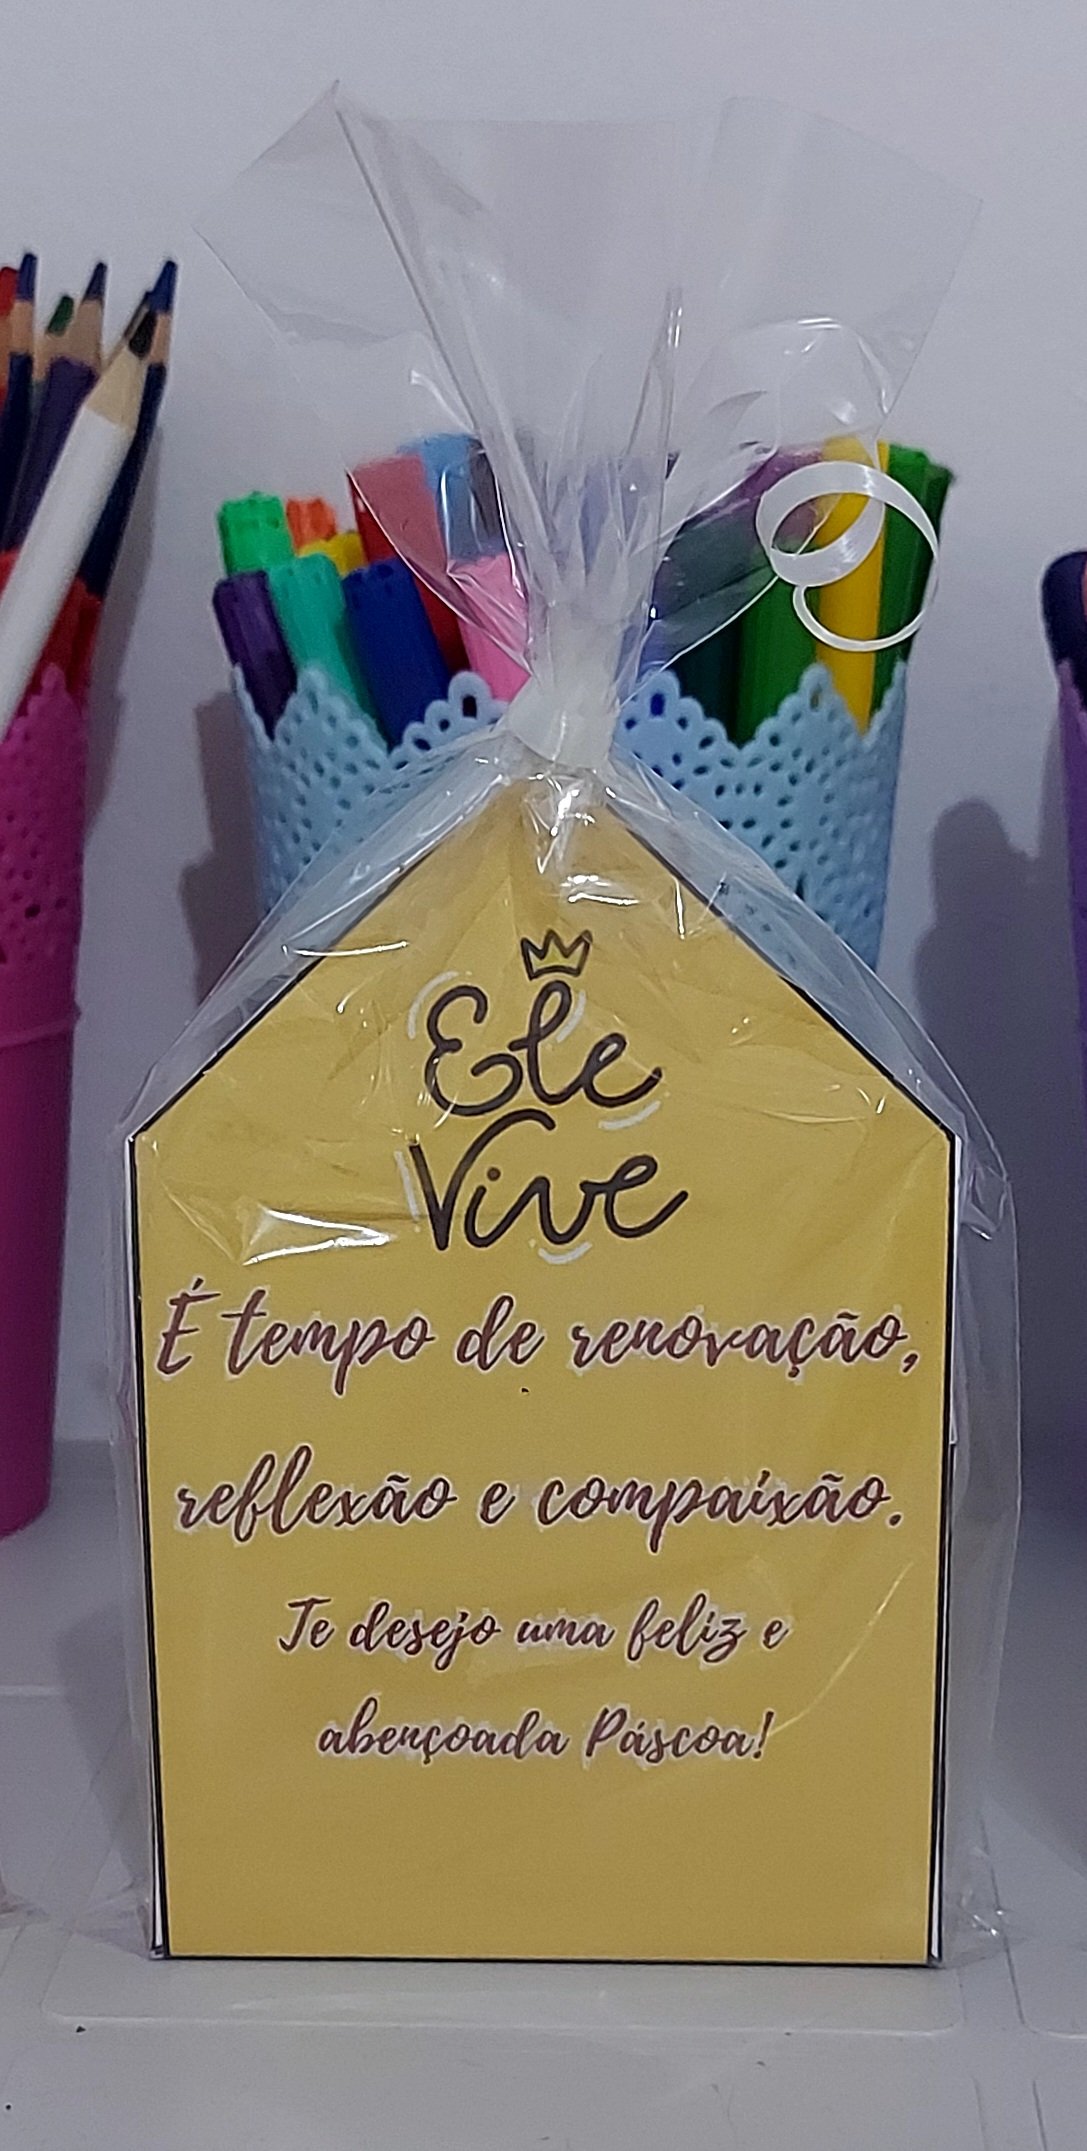 Ele
Vive
É tempo de renovação,
reflexão e compaixão.
Te desejo uma feliz e
abençoada Páscoa!